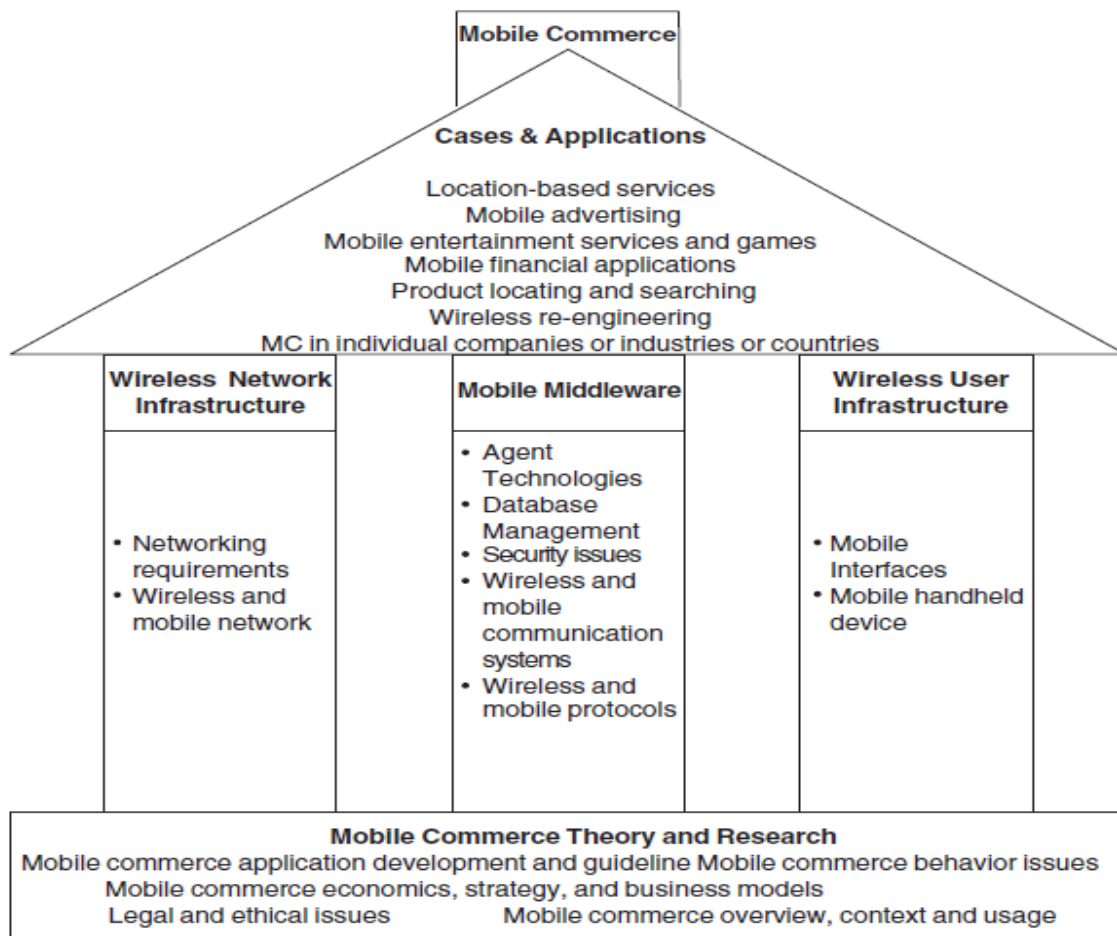 Mobile Commerce
Cases & Applications
Location-based services
Mobile advertising
Mobile entertainment services and games
Mobile financial applications
Product locating and searching
Wireless re-engineering
MC in individual companies or industries or countries
Wireless Network
Infrastructure
• Networking
requirements
• Wireless and
mobile network
Mobile Middleware
• Agent
Technologies
• Database
Management
• Security issues
• Wireless and
mobile
communication
systems
• Wireless and
mobile protocols
Wireless User
Infrastructure
• Mobile
Interfaces
• Mobile handheld
device
Mobile Commerce Theory and Research
Mobile commerce application development and guideline Mobile commerce behavior issues
Mobile commerce economics, strategy, and business models
Legal and ethical issues Mobile commerce overview, context and usage